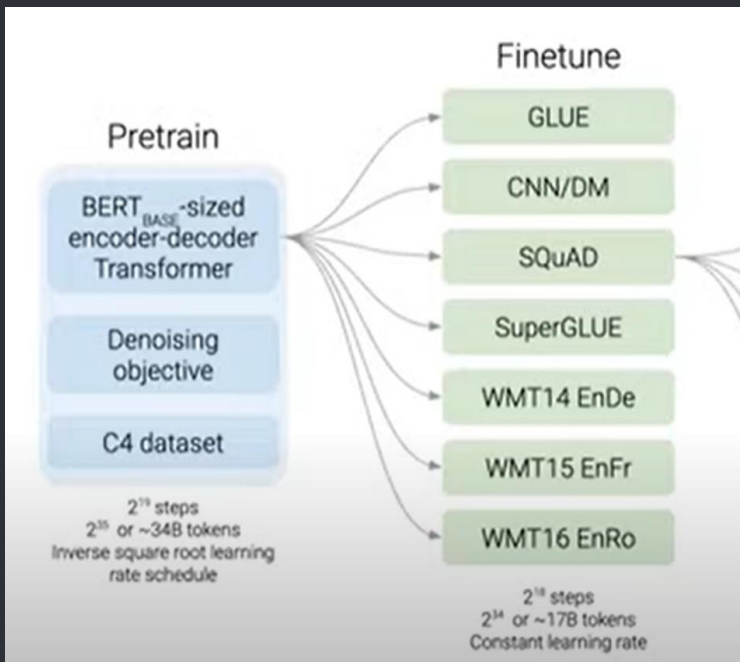 Pretrain
BERT BASE-sized
encoder-decoder
Transformer
Denoising
objective
C4 dataset
2¹⁹ steps
2³⁵ or ~34B tokens
Inverse square root learning
rate schedule
Finetune
GLUE
CNN/DM
SQuAD
SuperGLUE
WMT14 EnDe
WMT15 EnFr
WMT16 EnRo
2¹⁸ steps
2³⁴ or ~17B tokens
Constant learning rate